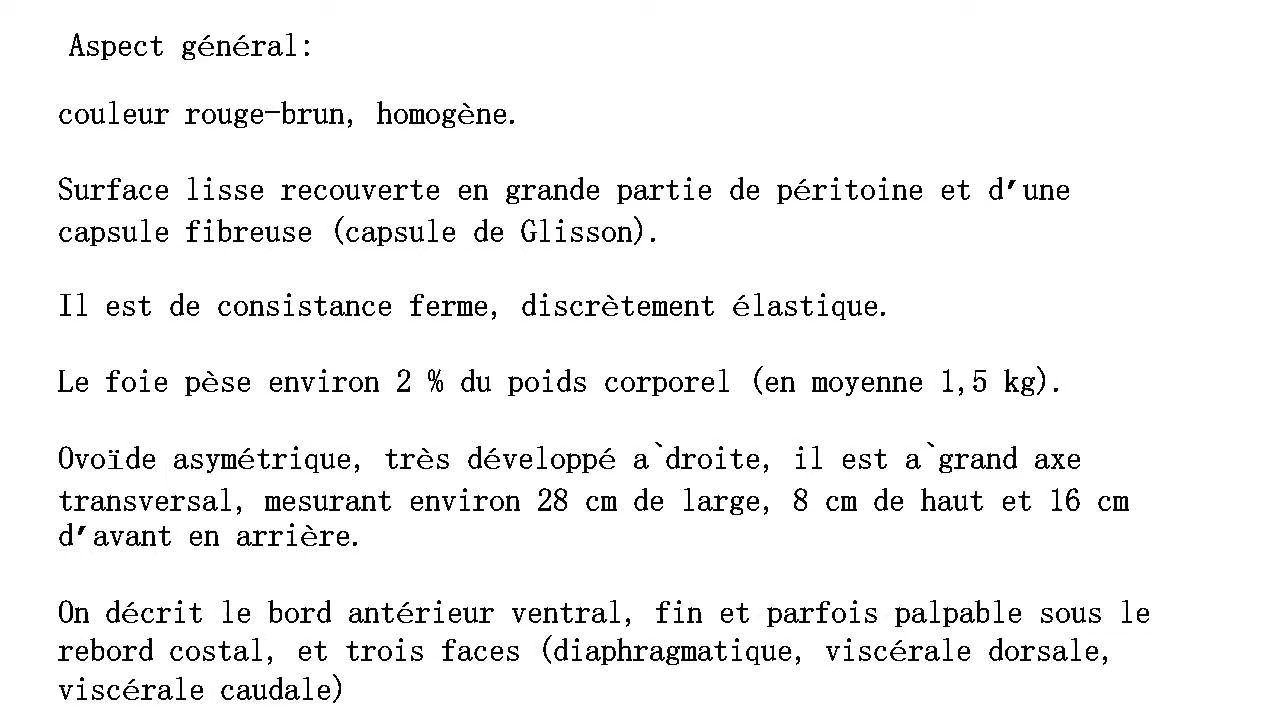 Aspect général:
couleur rouge-brun, homogène.
Surface lisse recouverte en grande partie de péritoine et d’une
capsule fibreuse (capsule de Glisson).
Il est de consistance ferme, discrètement élastique.
Le foie pèse environ 2 % du poids corporel (en moyenne 1,5 kg).
Ovoïde asymétrique, très développé a`droite, il est a`grand axe
transversal, mesurant environ 28 cm de large, 8 cm de haut et 16 cm
d’avant en arrière.
On décrit le bord antérieur ventral, fin et parfois palpable sous le
rebord costal, et trois faces (diaphragmatique, viscérale dorsale,
viscérale caudale)